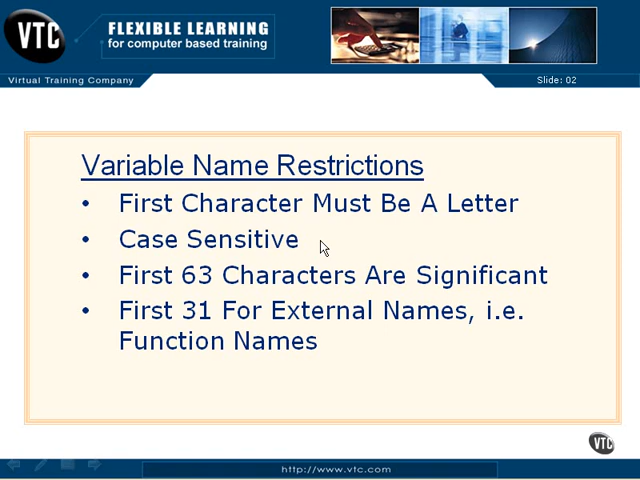 VTC
FLEXIBLE LEARNING
for computer based training
Virtual Training Company
Slide: 02
Variable Name Restrictions
• First Character Must Be A Letter
• Case Sensitive
• First 63 Characters Are Significant
• First 31 For External Names, i.e.
Function Names
VTC
http://www.vtc.com